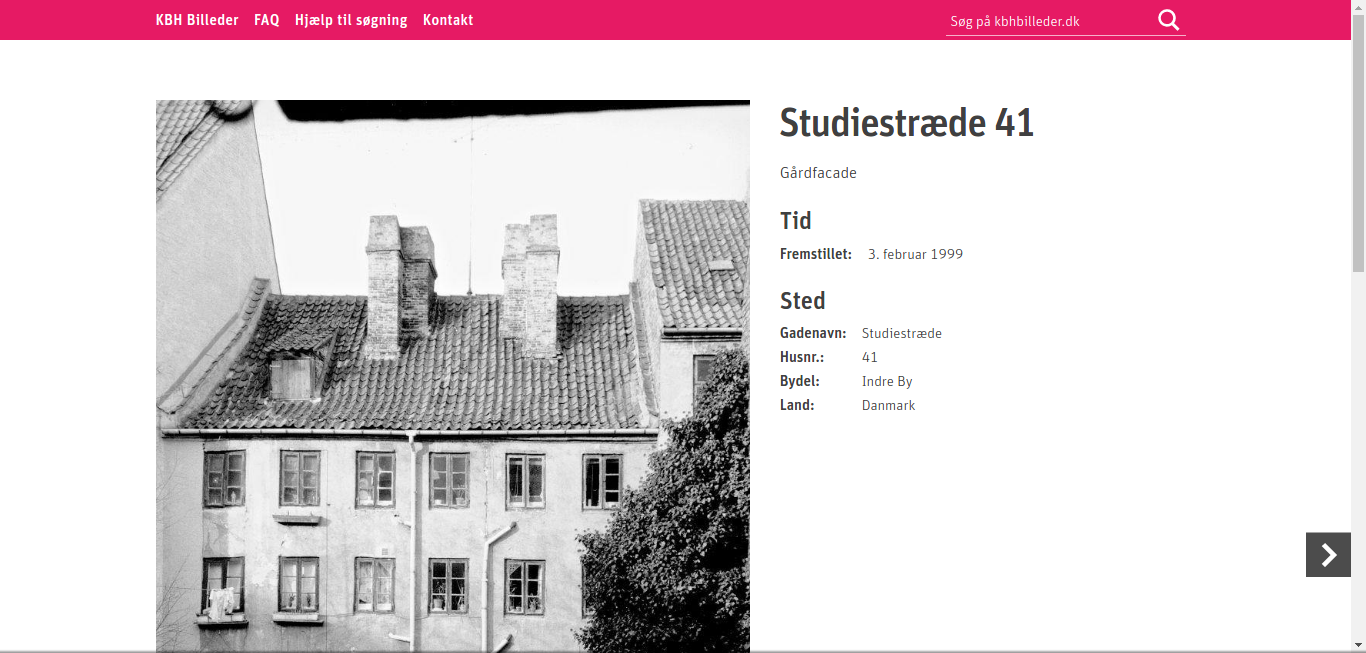 KBH Billeder FAQ Hjælp til søgning Kontakt Søg på kbhbilleder.dk
Studiestræde 41
Gårdfacade
Tid
Fremstillet: 3. februar 1999
Sted
Gadenavn: Studiestræde
Husnr.: 41
Bydel: Indre By
Land: Danmark